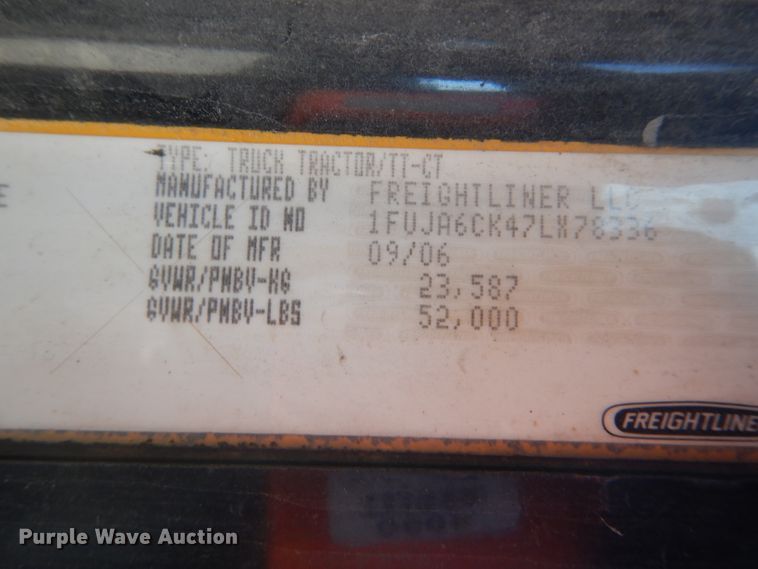 TYPE: TRUCK TRACTOR/TT-CT
MANUFACTURED BY FREIGHTLINER LLC
VEHICLE ID NO 1FUJA6CK47LX78336
DATE OF MFR 09/06
GVWR/PNBV-KG 23,587
GVWR/PNBV-LBS 52,000
E
FREIGHTLINE
Purple Wave Auction®